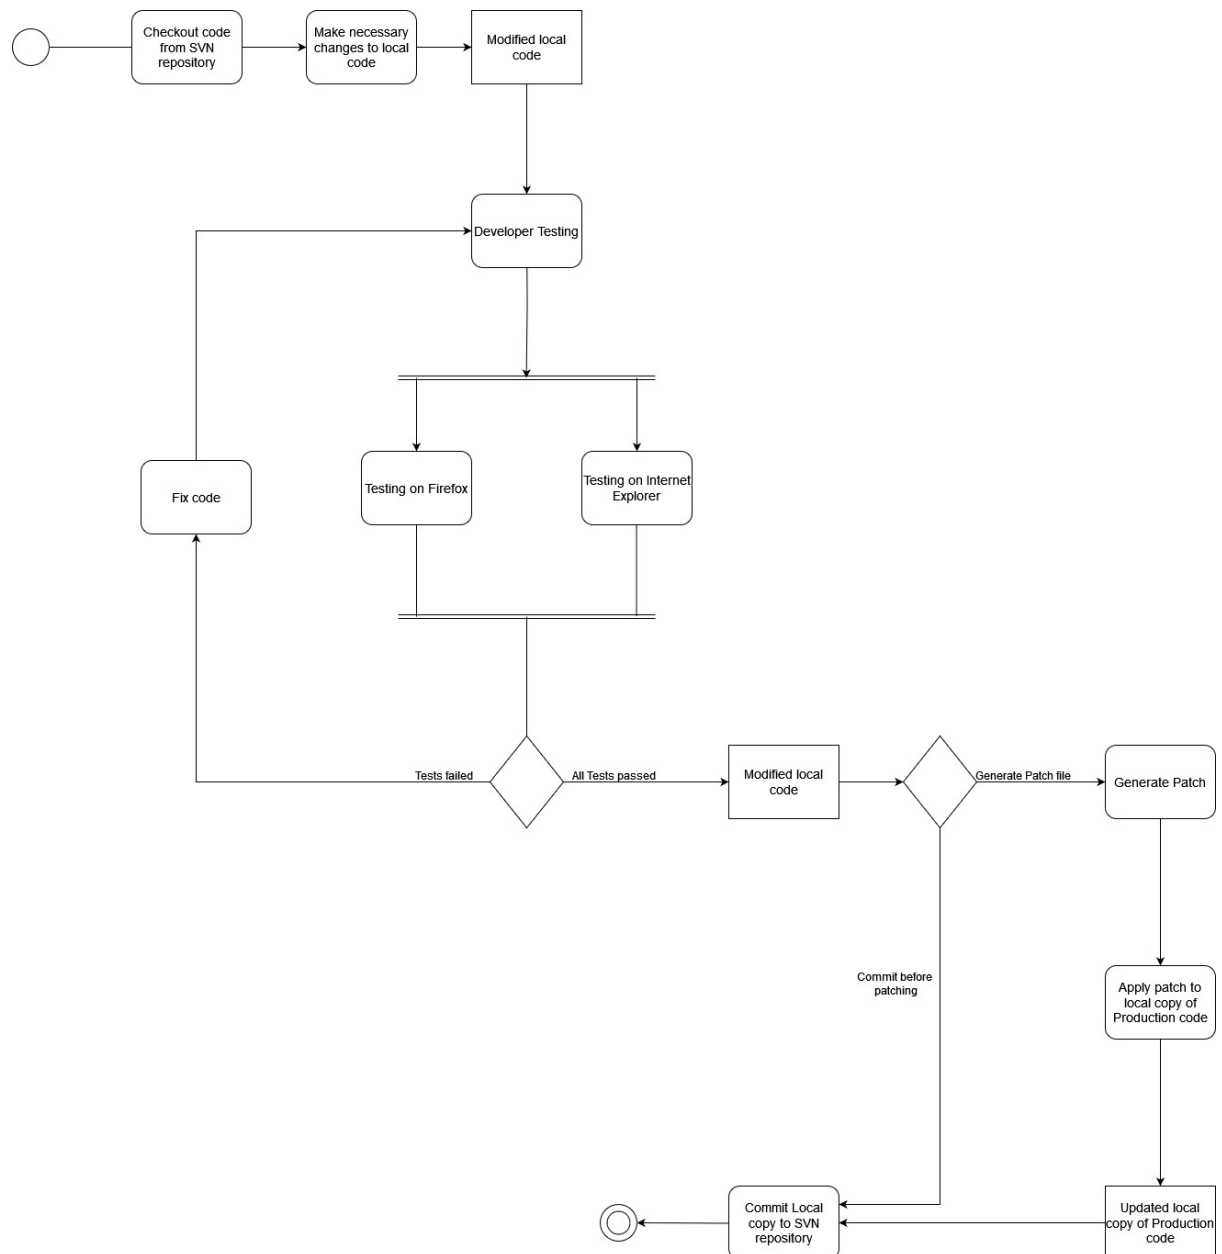 Checkout code
from SVN
repository
Make necessary
changes to local
code
Modified local
code
Developer Testing
Fix code
Testing on Firefox
Testing on Internet
Explorer
Tests failed
All Tests passed
Modified local
code
Generate Patch file
Generate Patch
Commit before
patching
Apply patch to
local copy of
Production code
Commit Local
copy to SVN
repository
Updated local
copy of Production
code